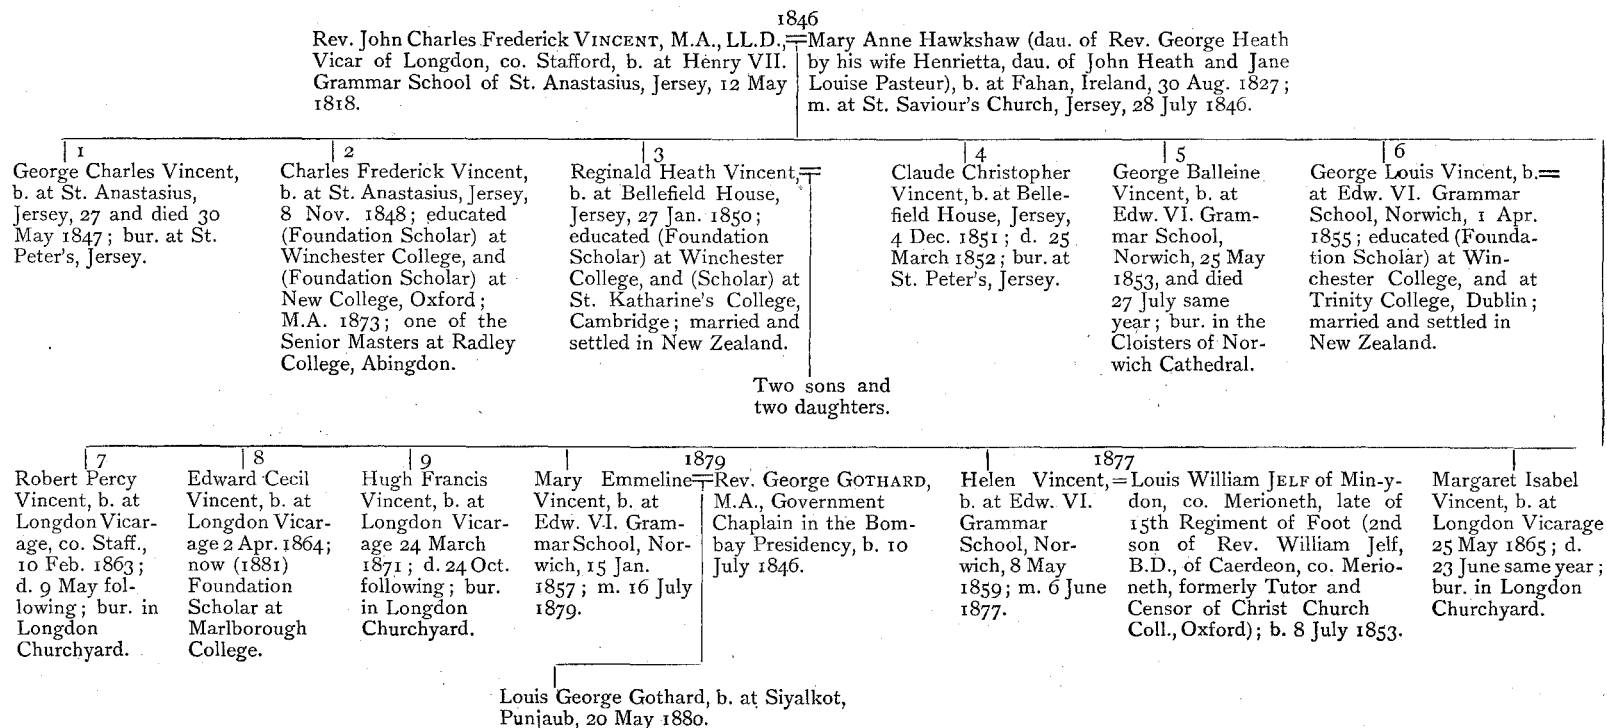 1846
Rev. John Charles Frederick VINCENT, M.A., LL.D.,
Vicar of Longdon, co. Stafford, b. at Henry VII.
Grammar School of St. Anastasius, Jersey, 12 May
1818.
=Mary Anne Hawkshaw (dau. of Rev. George Heath
by his wife Henrietta, dau. of John Heath and Jane
Louise Pasteur), b. at Fahan, Ireland, 30 Aug. 1827;
m. at St. Saviour's Church, Jersey, 28 July 1846.
1
George Charles Vincent,
b. at St. Anastasius,
Jersey, 27 and died 30
May 1847; bur. at St.
Peter's, Jersey.
2
Charles Frederick Vincent,
b. at St. Anastasius, Jersey,
8 Nov. 1848; educated
(Foundation Scholar) at
Winchester College, and
(Foundation Scholar) at
New College, Oxford;
M.A. 1873; one of the
Senior Masters at Radley
College, Abingdon.
3
Reginald Heath Vincent,=
b. at Bellefield House,
Jersey, 27 Jan. 1850;
educated (Foundation
Scholar) at Winchester
College, and (Scholar) at
St. Katharine's College,
Cambridge; married and
settled in New Zealand.
Two sons and
two daughters.
4
Claude Christopher
Vincent, b. at Belle-
field House, Jersey,
4 Dec. 1851; d. 25
March 1852; bur. at
St. Peter's, Jersey.
5
George Balleine
Vincent, b. at
Edw. VI. Gram-
mar School,
Norwich, 25 May
1853, and died
27 July same
year; bur. in the
Cloisters of Nor-
wich Cathedral.
6
George Louis Vincent, b.=
at Edw. VI. Grammar
School, Norwich, 1 Apr.
1855; educated (Founda-
tion Scholar) at Win-
chester College, and at
Trinity College, Dublin;
married and settled in
New Zealand.
7
Robert Percy
Vincent, b. at
Longdon Vicar-
age, co. Staff.,
10 Feb. 1863;
d. 9 May fol-
lowing; bur. in
Longdon
Churchyard.
8
Edward Cecil
Vincent, b. at
Longdon Vicar-
age 2 Apr. 1864;
now (1881)
Foundation
Scholar at
Marlborough
College.
9
Hugh Francis
Vincent, b. at
Longdon Vicar-
age 24 March
1871; d. 24 Oct.
following; bur.
in Longdon
Churchyard.
1879
Mary Emmeline=
Vincent, b. at
Edw. VI. Gram-
mar School, Nor-
wich, 15 Jan.
1857; m. 16 July
1879.
Rev. George GOTHARD,
M.A., Government
Chaplain in the Bom-
bay Presidency, b. 10
July 1846.
Louis George Gothard, b. at Siyalkot,
Punjaub, 20 May 1880.
1877
Helen Vincent,=
b. at Edw. VI.
Grammar
School, Nor-
wich, 8 May
1859; m. 6 June
1877.
Louis William JELF of Min-y-
don, co. Merioneth, late of
15th Regiment of Foot (2nd
son of Rev. William Jelf,
B.D., of Caerdeon, co. Merio-
neth, formerly Tutor and
Censor of Christ Church
Coll., Oxford); b. 8 July 1853.
Margaret Isabel
Vincent, b. at
Longdon Vicarage
25 May 1865; d.
23 June same year;
bur. in Longdon
Churchyard.